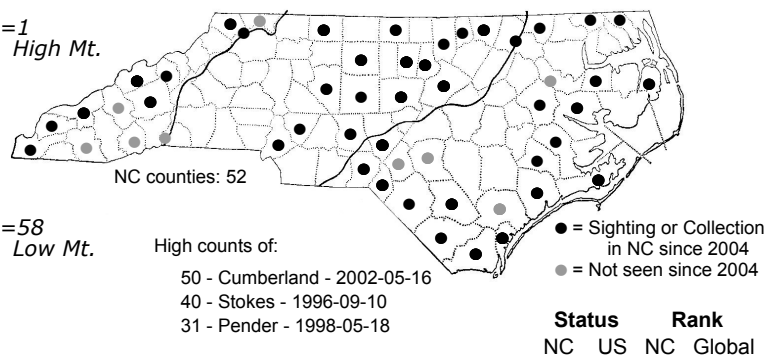 =1
High Mt.
NC counties: 52
=58
Low Mt.
High counts of:
50 - Cumberland - 2002-05-16
40 - Stokes - 1996-09-10
31 - Pender - 1998-05-18
● = Sighting or Collection
in NC since 2004
● = Not seen since 2004
Status Rank
NC US NC Global